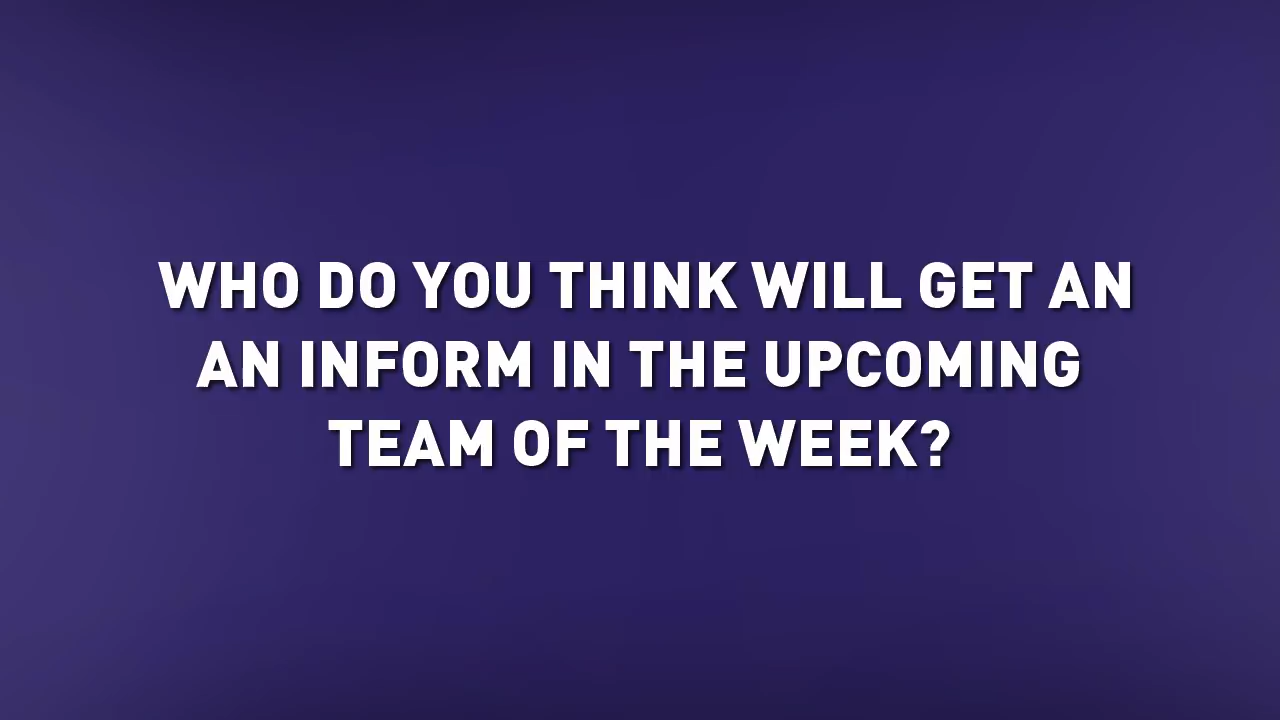 WHO DO YOU THINK WILL GET AN
AN INFORM IN THE UPCOMING
TEAM OF THE WEEK?